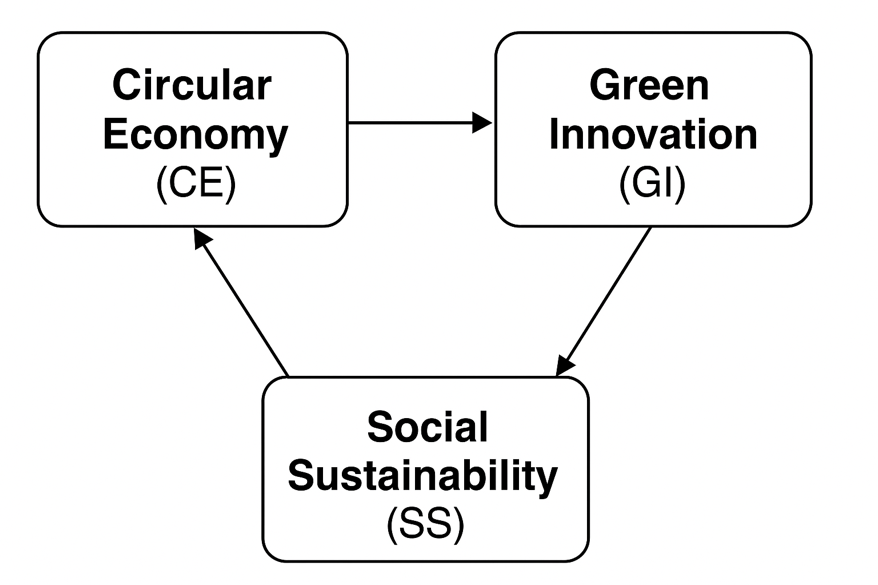 Circular
Economy
(CE)
Green
Innovation
(GI)
Social
Sustainability
(SS)